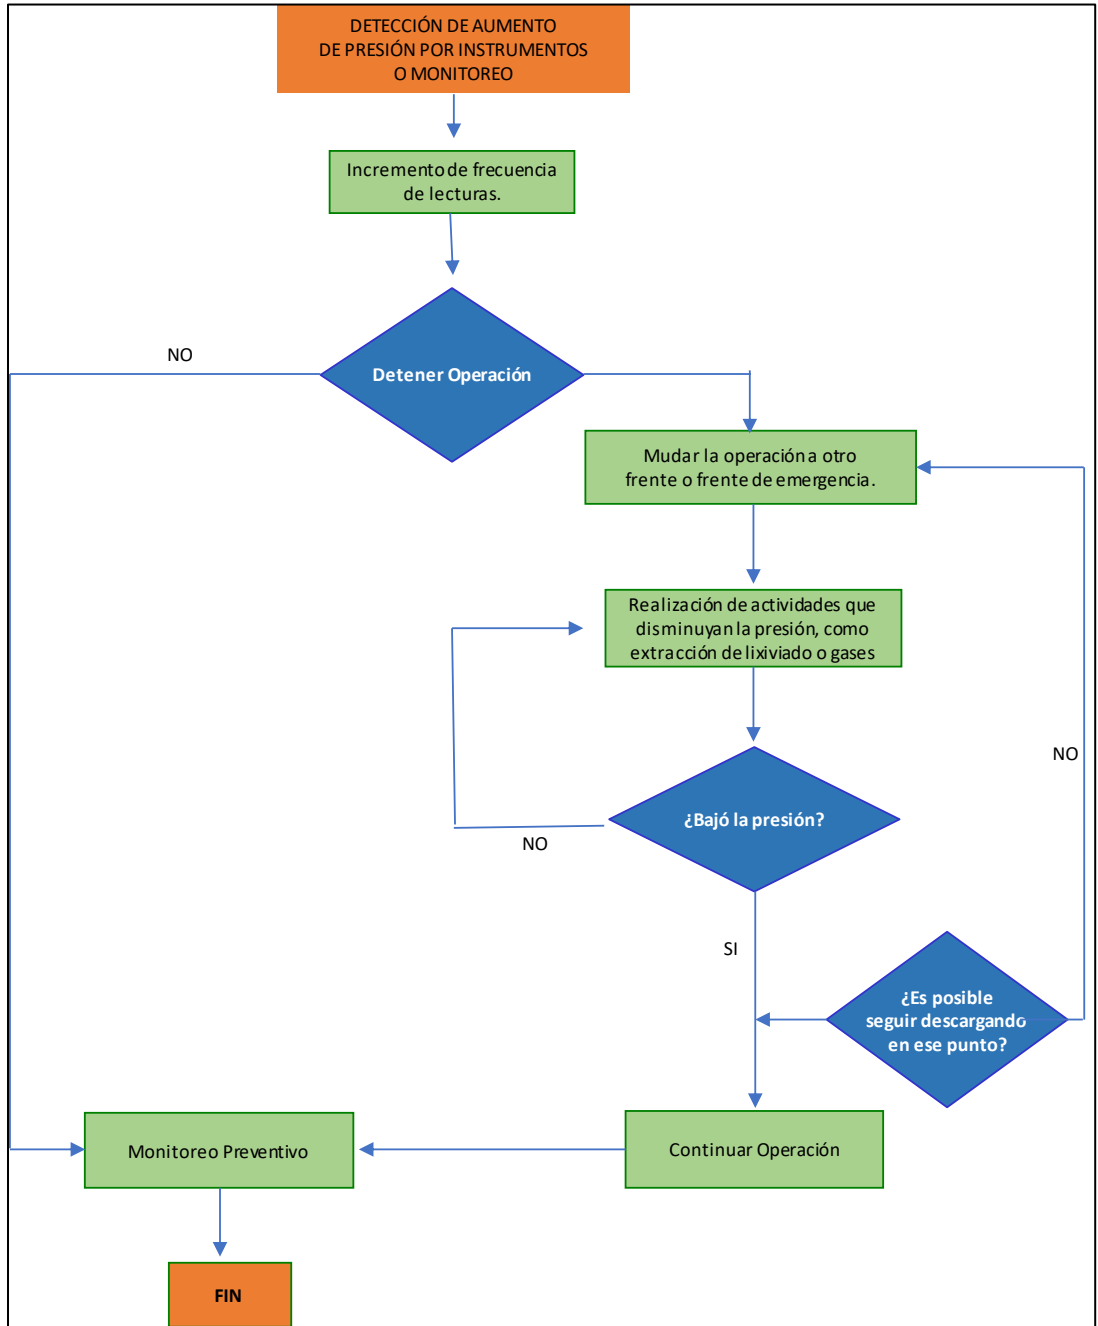 DETECCIÓN DE AUMENTO
DE PRESIÓN POR INSTRUMENTOS
O MONITOREO
Incremento de frecuencia
de lecturas.
NO
Detener Operación
Mudar la operación a otro
frente o frente de emergencia.
Realización de actividades que
disminuyan la presión, como
extracción de lixiviado o gases
NO
¿Bajó la presión?
NO
SI
¿Es posible
seguir descargando
en ese punto?
Monitoreo Preventivo
Continuar Operación
FIN